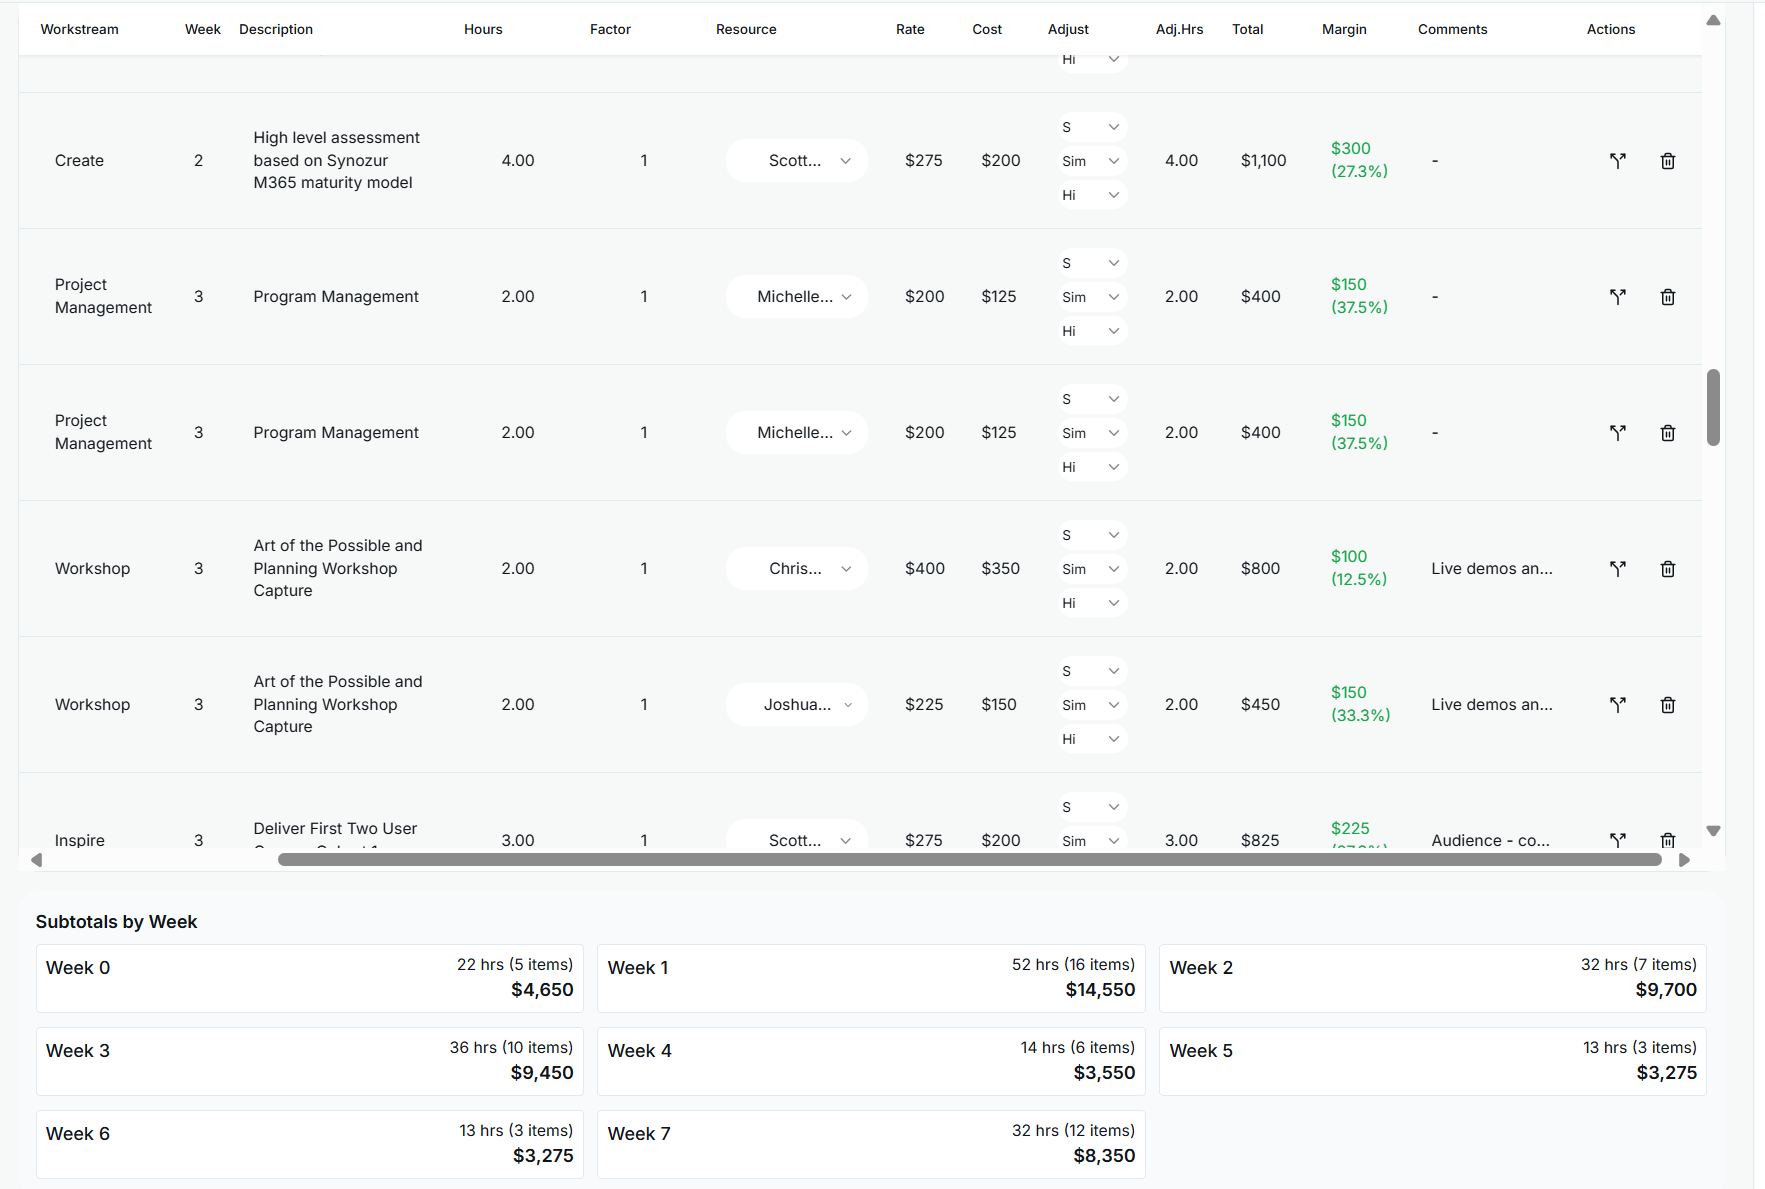 Workstream Week Description Hours Factor Resource Rate Cost Adjust Adj.Hrs Total Margin Comments Actions
Hi
Create 2 High level assessment based on Synozur M365 maturity model 4.00 1 Scott... $275 $200 S Sim Hi 4.00 $1,100 $300 (27.3%) -
Project Management 3 Program Management 2.00 1 Michelle... $200 $125 S Sim Hi 2.00 $400 $150 (37.5%) -
Project Management 3 Program Management 2.00 1 Michelle... $200 $125 S Sim Hi 2.00 $400 $150 (37.5%) -
Workshop 3 Art of the Possible and Planning Workshop Capture 2.00 1 Chris... $400 $350 S Sim Hi 2.00 $800 $100 (12.5%) Live demos an...
Workshop 3 Art of the Possible and Planning Workshop Capture 2.00 1 Joshua... $225 $150 S Sim Hi 2.00 $450 $150 (33.3%) Live demos an...
Inspire 3 Deliver First Two User 3.00 1 Scott... $275 $200 S Sim 3.00 $825 $225 Audience - co...
Subtotals by Week
Week 0 22 hrs (5 items)
$4,650
Week 1 52 hrs (16 items)
$14,550
Week 2 32 hrs (7 items)
$9,700
Week 3 36 hrs (10 items)
$9,450
Week 4 14 hrs (6 items)
$3,550
Week 5 13 hrs (3 items)
$3,275
Week 6 13 hrs (3 items)
$3,275
Week 7 32 hrs (12 items)
$8,350